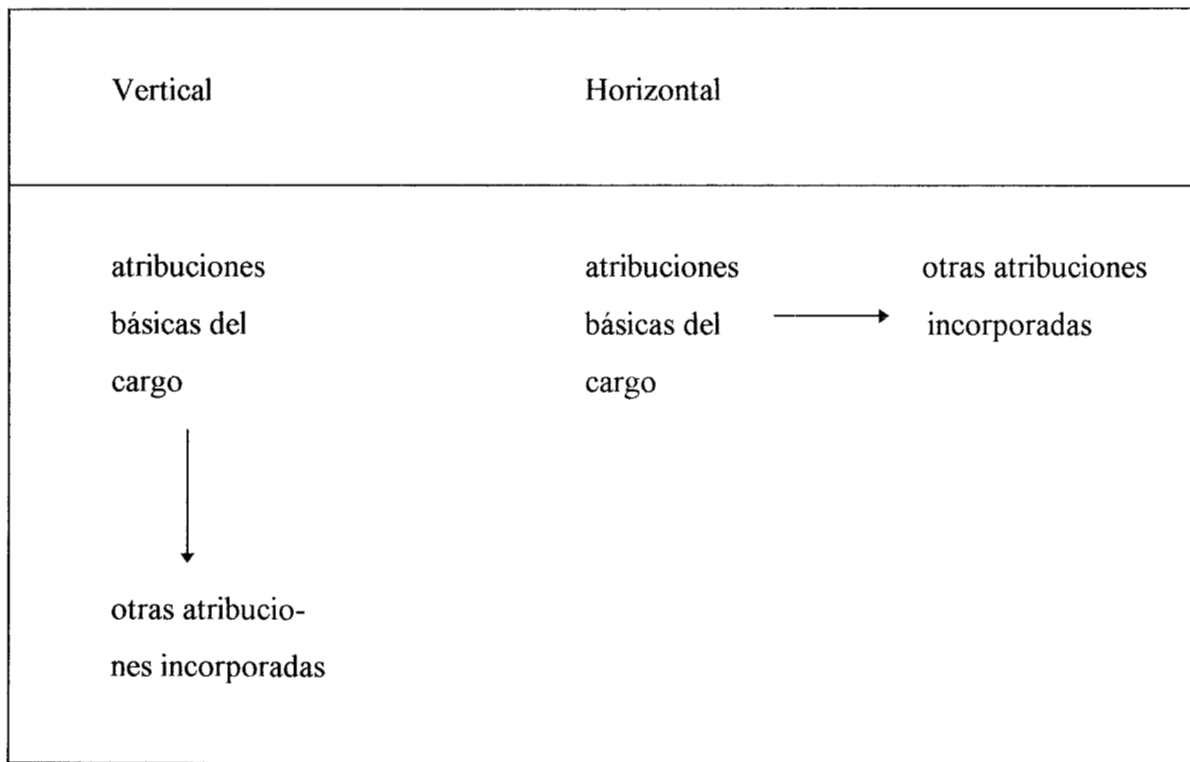 Vertical
Horizontal
atribuciones
básicas del
cargo
otras atribucio-
nes incorporadas
atribuciones
básicas del
cargo
otras atribuciones
incorporadas